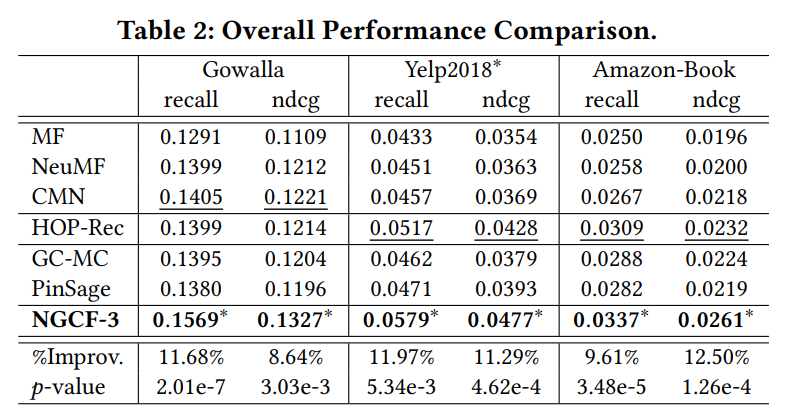 Table 2: Overall Performance Comparison.
Gowalla Yelp2018* Amazon-Book
recall ndcg recall ndcg recall ndcg
MF 0.1291 0.1109 0.0433 0.0354 0.0250 0.0196
NeuMF 0.1399 0.1212 0.0451 0.0363 0.0258 0.0200
CMN 0.1405 0.1221 0.0457 0.0369 0.0267 0.0218
HOP-Rec 0.1399 0.1214 0.0517 0.0428 0.0309 0.0232
GC-MC 0.1395 0.1204 0.0462 0.0379 0.0288 0.0224
PinSage 0.1380 0.1196 0.0471 0.0393 0.0282 0.0219
NGCF-3 0.1569* 0.1327* 0.0579* 0.0477* 0.0337* 0.0261*
%Improv. 11.68% 8.64% 11.97% 11.29% 9.61% 12.50%
p-value 2.01e-7 3.03e-3 5.34e-3 4.62e-4 3.48e-5 1.26e-4